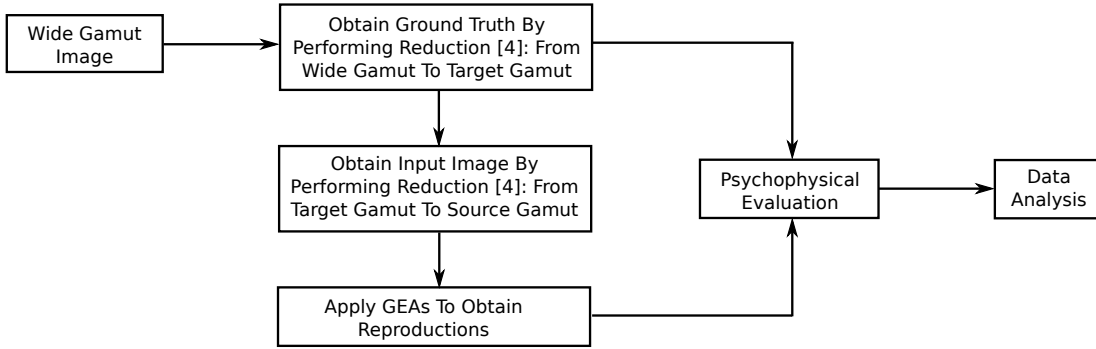 Wide Gamut
Image
Obtain Ground Truth By
Performing Reduction [4]: From
Wide Gamut To Target Gamut
Obtain Input Image By
Performing Reduction [4]: From
Target Gamut To Source Gamut
Apply GEAs To Obtain
Reproductions
Psychophysical
Evaluation
Data
Analysis